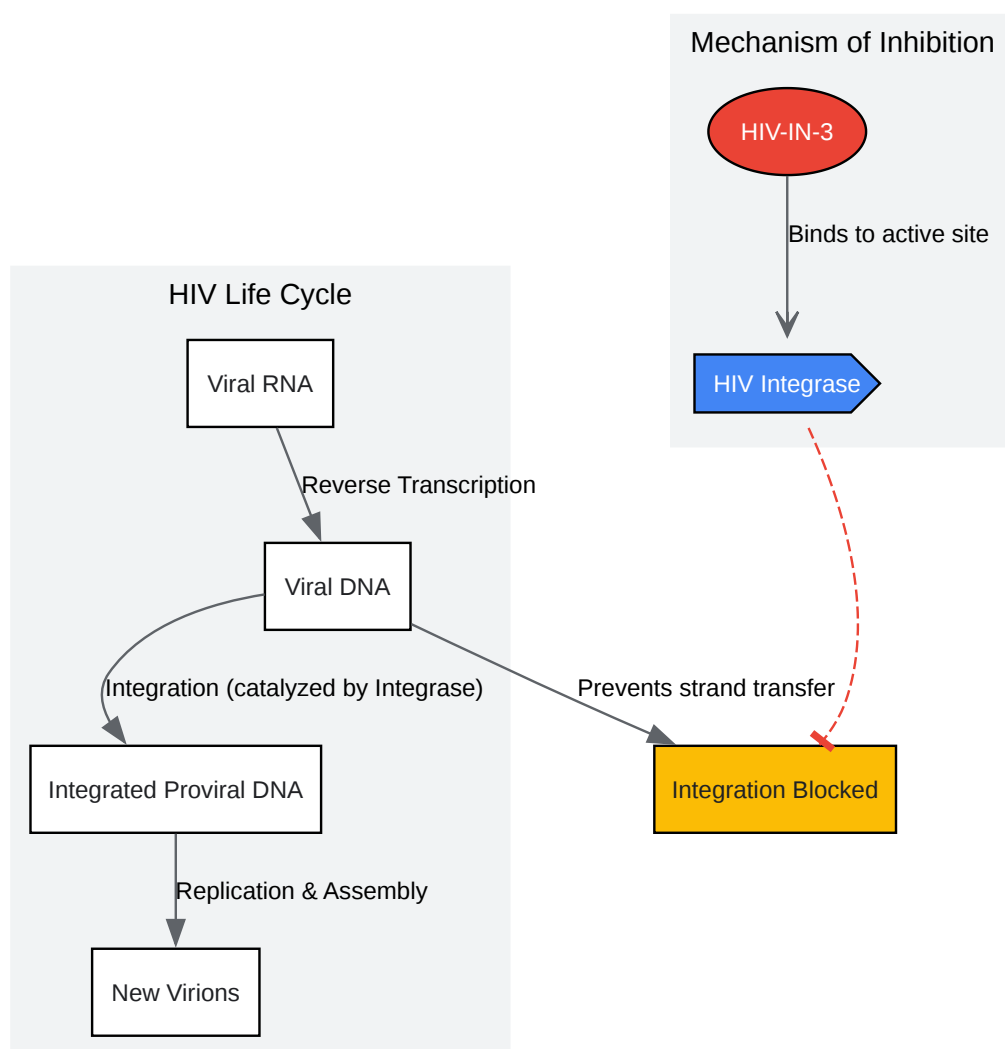 Mechanism of Inhibition
HIV-IN-3
Binds to active site
HIV Integrase
HIV Life Cycle
Viral RNA
Reverse Transcription
Viral DNA
Integration (catalyzed by Integrase)
Prevents strand transfer
Integrated Proviral DNA
Integration Blocked
Replication & Assembly
New Virions